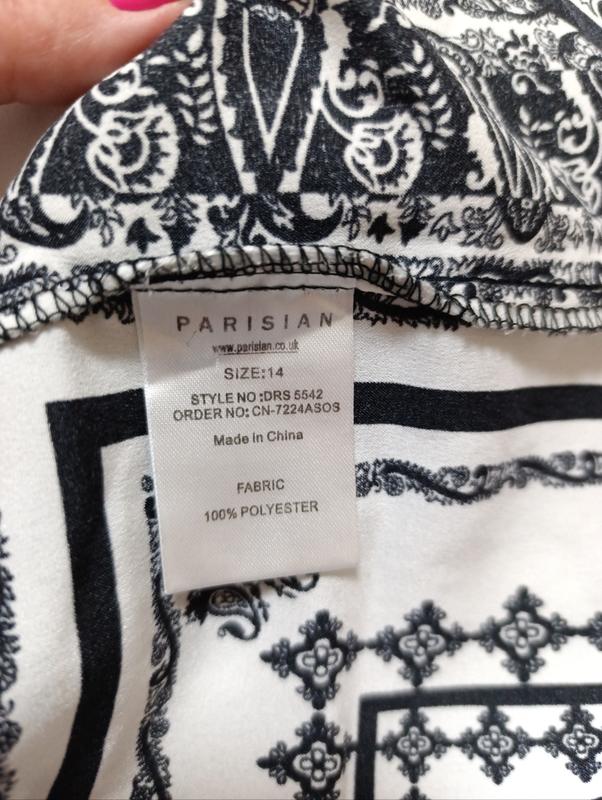 PARISIAN
www.parisian.co.uk
SIZE:14
STYLE NO :DRS 5542
ORDER NO: CN-7224ASOS
Made in China
FABRIC
100% POLYESTER